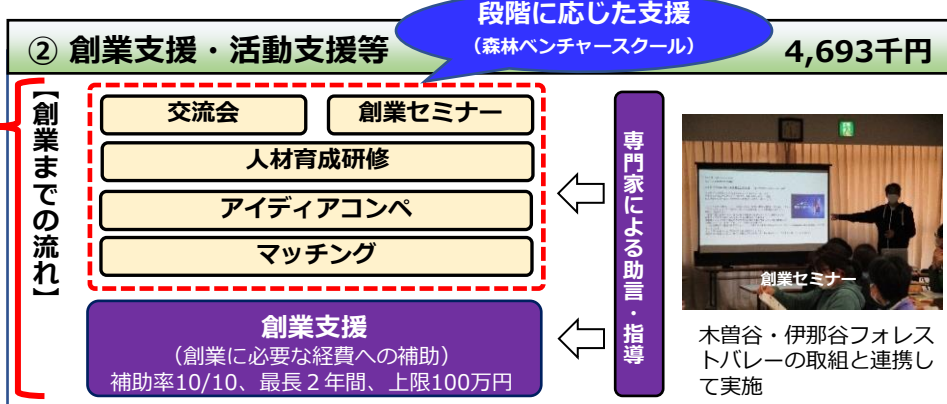 段階に応じた支援
（森林ベンチャースクール）
② 創業支援・活動支援等
4,693千円
【創業までの流れ】
交流会
創業セミナー
人材育成研修
アイディアコンペ
マッチング
創業支援
（創業に必要な経費への補助）
補助率10/10、最長２年間、上限100万円
専門家による助言・指導
創業セミナー
木曽谷・伊那谷フォレス
トバレーの取組と連携し
て実施